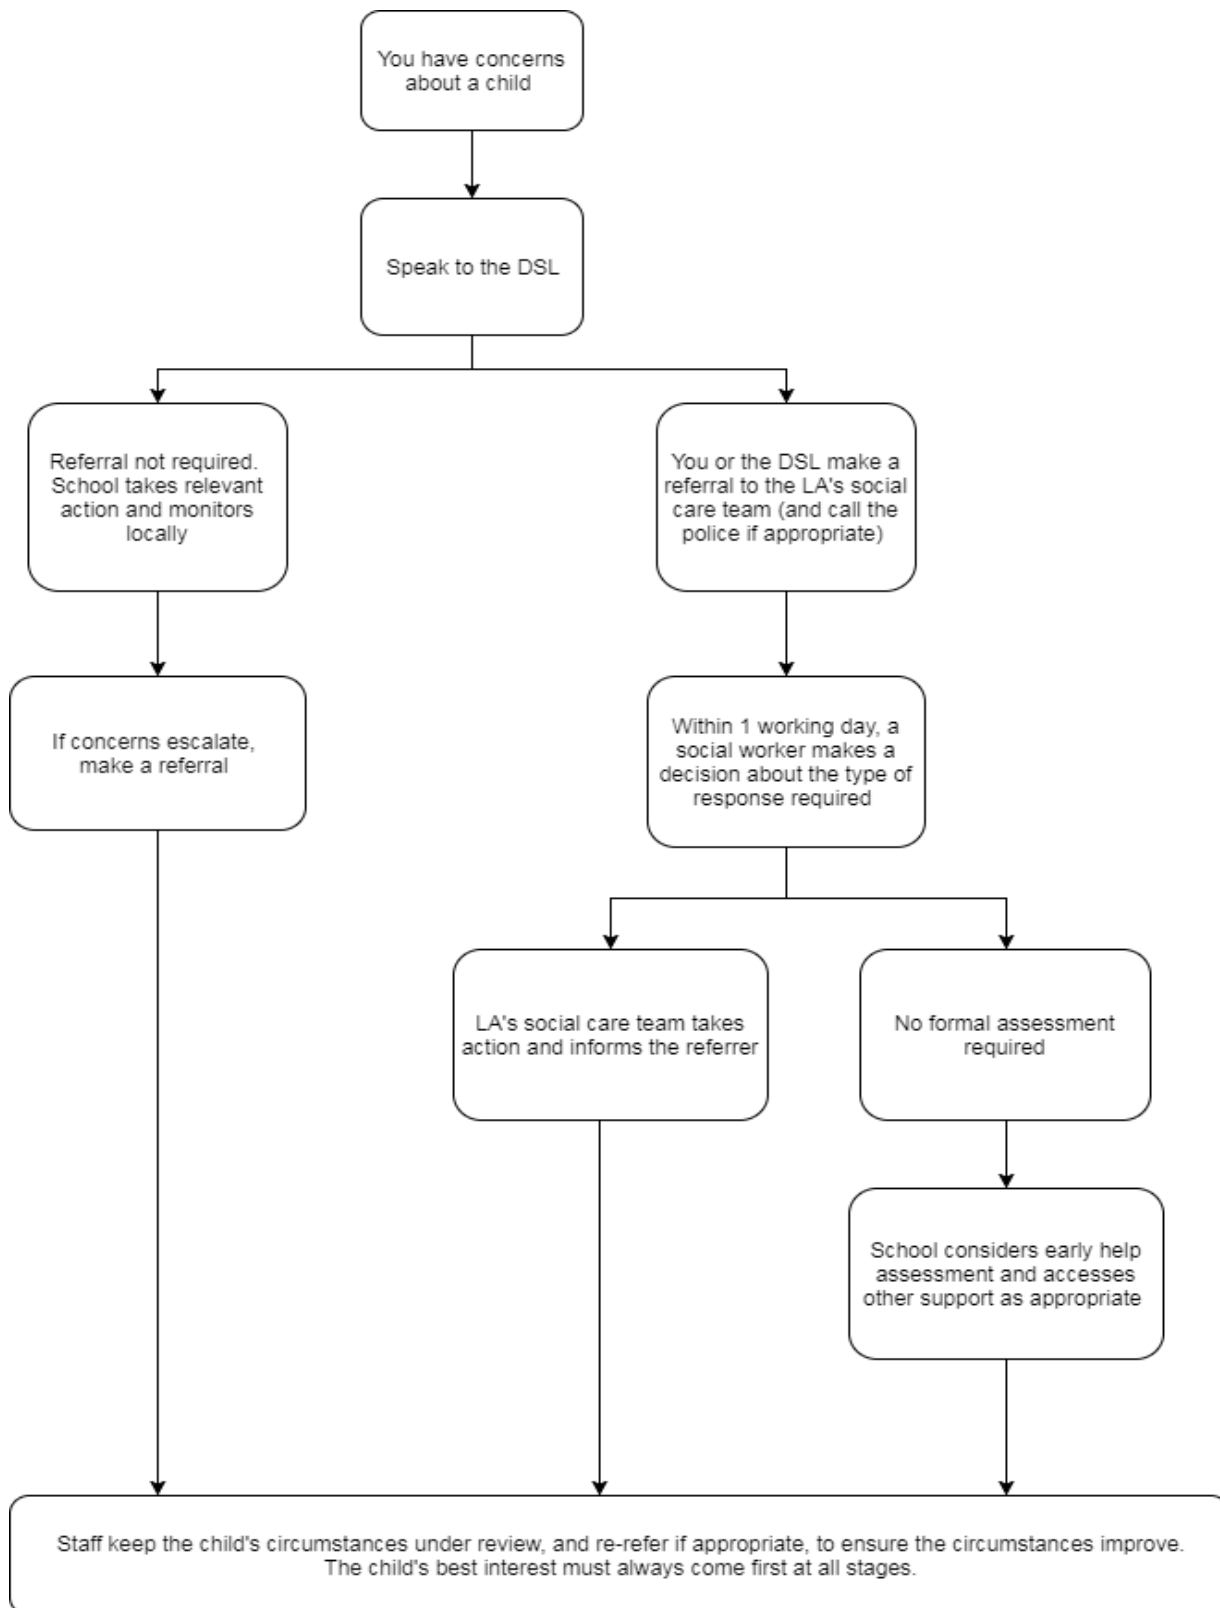 You have concerns
about a child
Speak to the DSL
Referral not required.
School takes relevant
action and monitors
locally
You or the DSL make a
referral to the LA's social
care team (and call the
police if appropriate)
If concerns escalate,
make a referral
Within 1 working day, a
social worker makes a
decision about the type of
response required
LA's social care team takes
action and informs the referrer
No formal assessment
required
School considers early help
assessment and accesses
other support as appropriate
Staff keep the child's circumstances under review, and re-refer if appropriate, to ensure the circumstances improve.
The child's best interest must always come first at all stages.